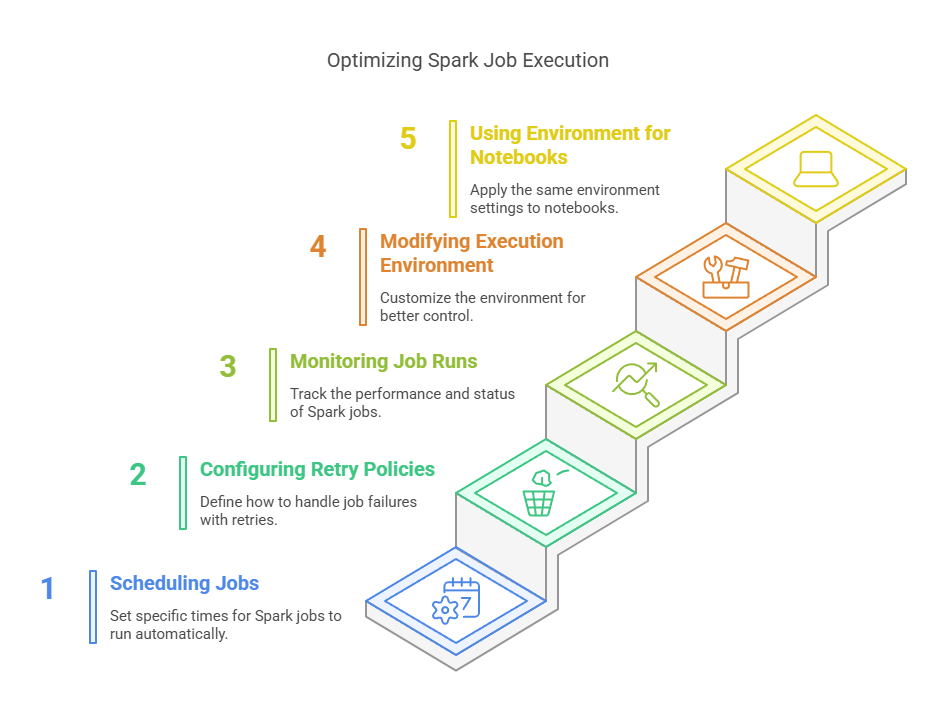 Optimizing Spark Job Execution
5
Using Environment for
Notebooks
Apply the same environment
settings to notebooks.
4
Modifying Execution
Environment
Customize the environment for
better control.
3
Monitoring Job Runs
Track the performance and status
of Spark jobs.
2
Configuring Retry Policies
Define how to handle job failures
with retries.
1
Scheduling Jobs
Set specific times for Spark jobs to
run automatically.
7